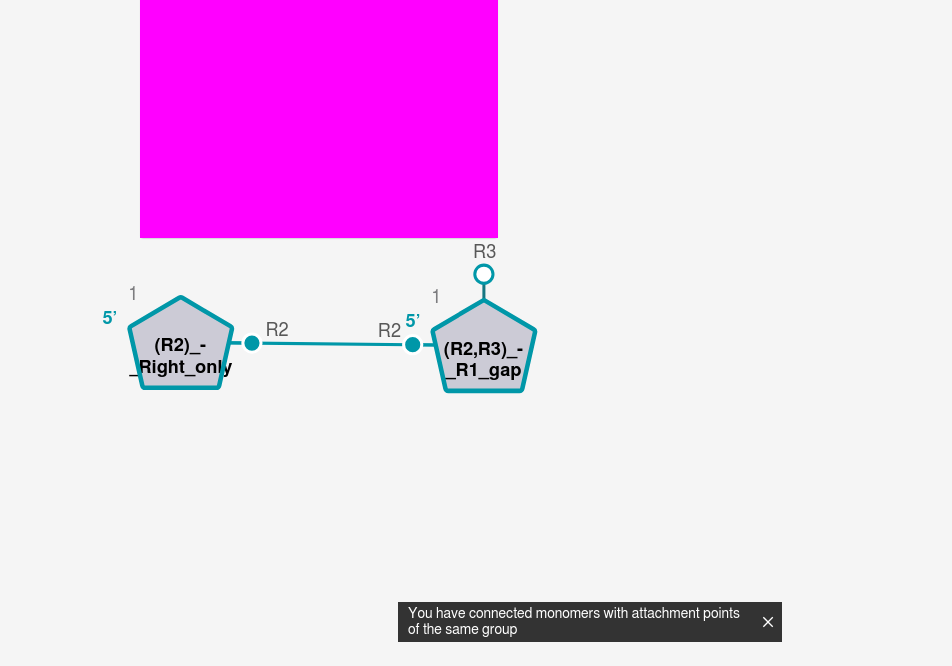 R3
1
1
5’
5’
R2
R2
(R2)_-
_Right_only
(R2,R3)_-
_R1_gap
You have connected monomers with attachment points
of the same group